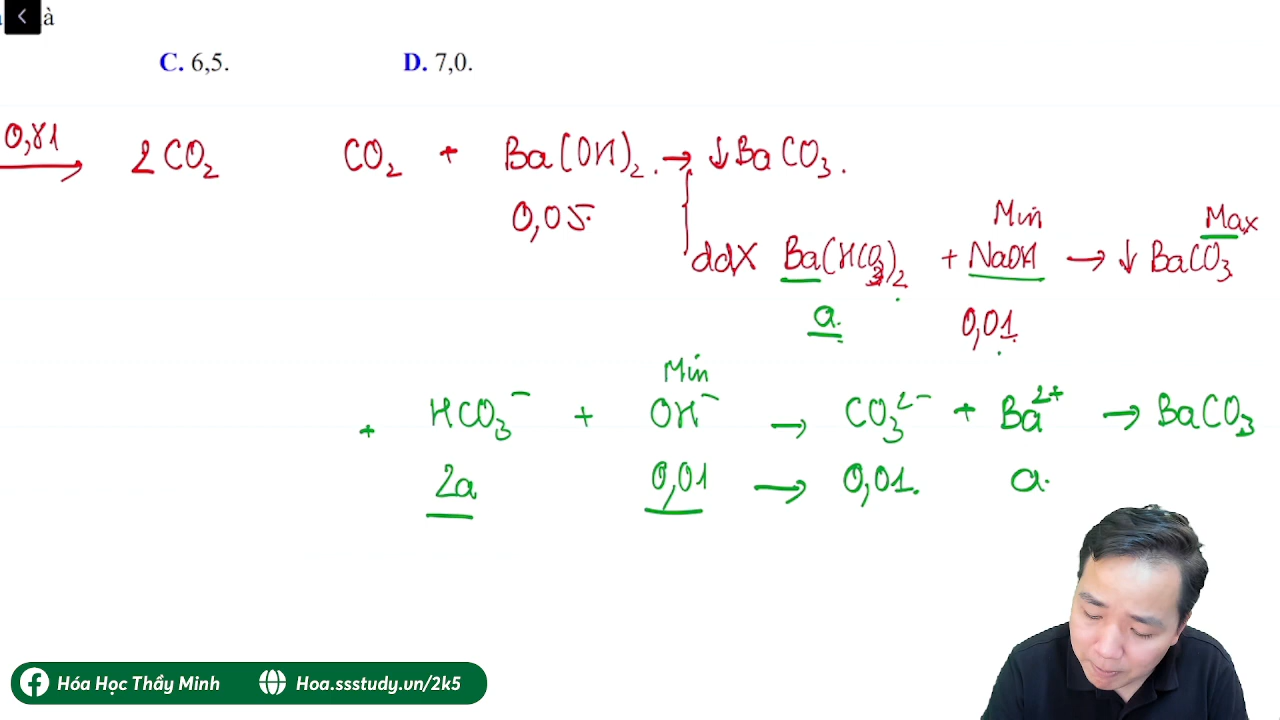 à
C. 6,5. D. 7,0.
0,81
→ 2CO₂ CO₂ + Ba(OH)₂ → ↓BaCO₃.
0,05
Min Max
ddX Ba(HCO₃)₂ + NaOH → ↓ BaCO₃
a. 0,01
Min
+ HCO₃⁻ + OH⁻ → CO₃²⁻ + Ba²⁺ → BaCO₃
2a 0,01 → 0,01. a.
Hóa Học Thầy Minh Hoa.ssstudy.vn/2k5